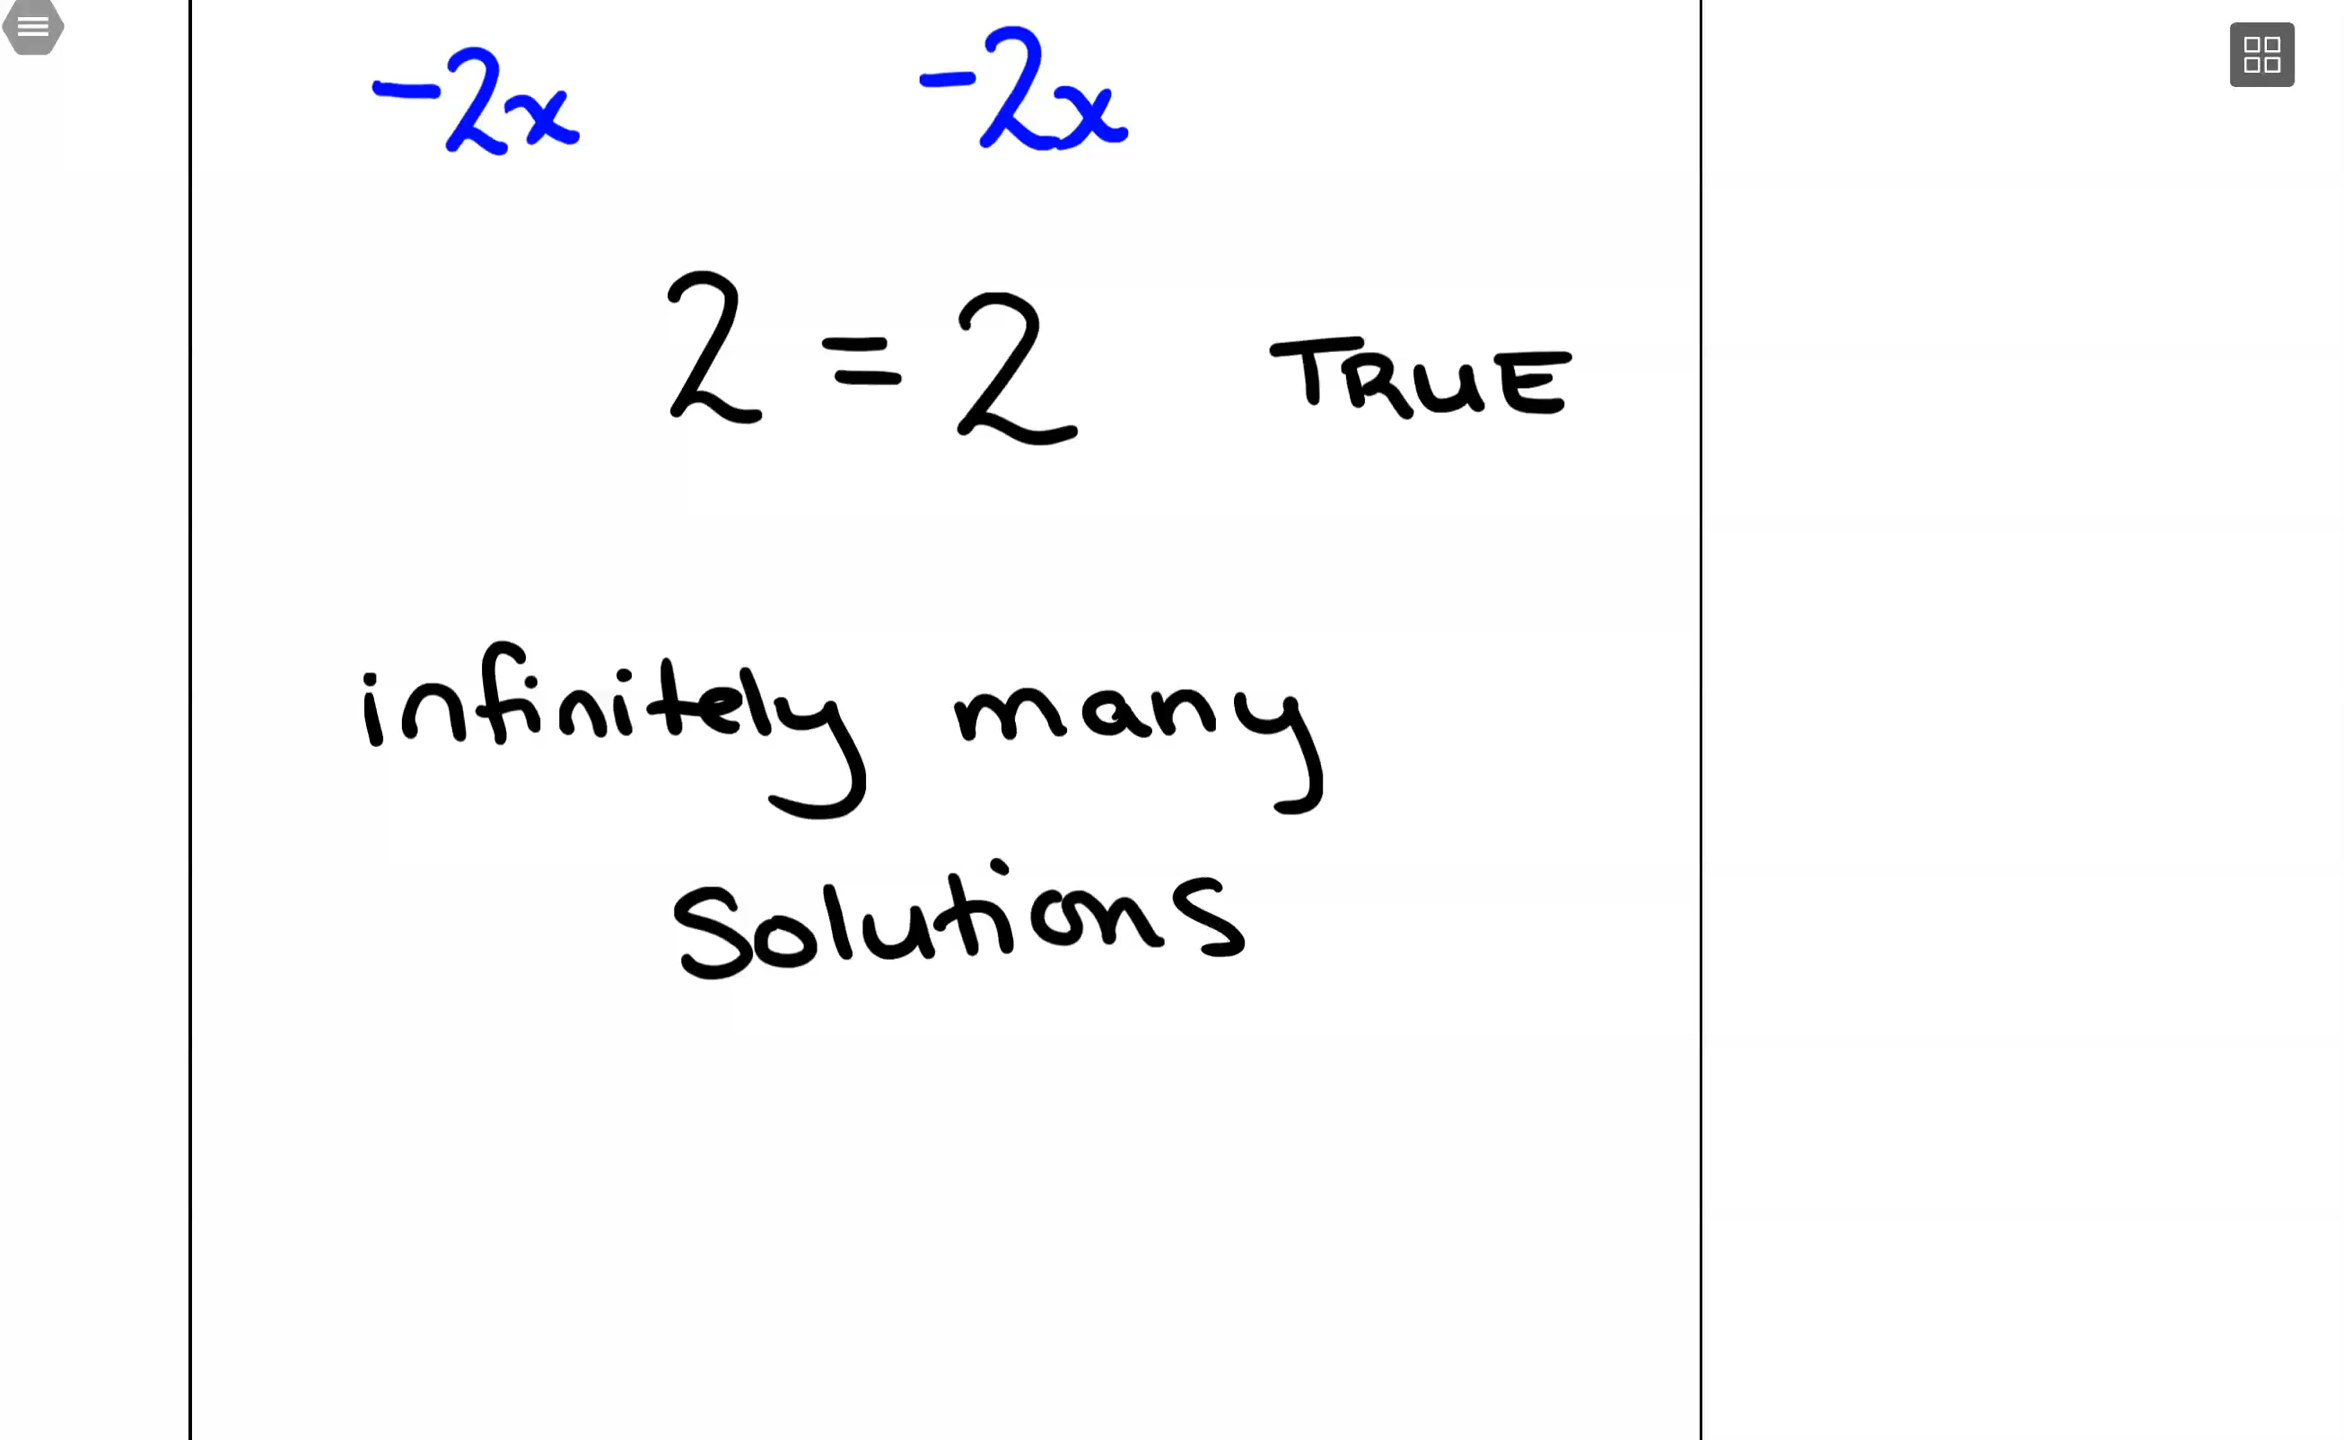 -2x -2x
2 = 2 TRUE
infinitely many
solutions